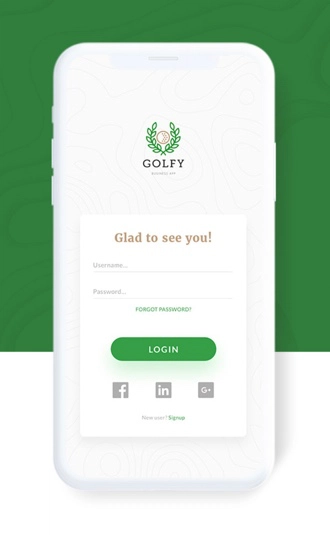 GOLFY
BUSINESS APP
Glad to see you!
Username...
Password...
FORGOT PASSWORD?
LOGIN
f
in
G+
New user? Signup